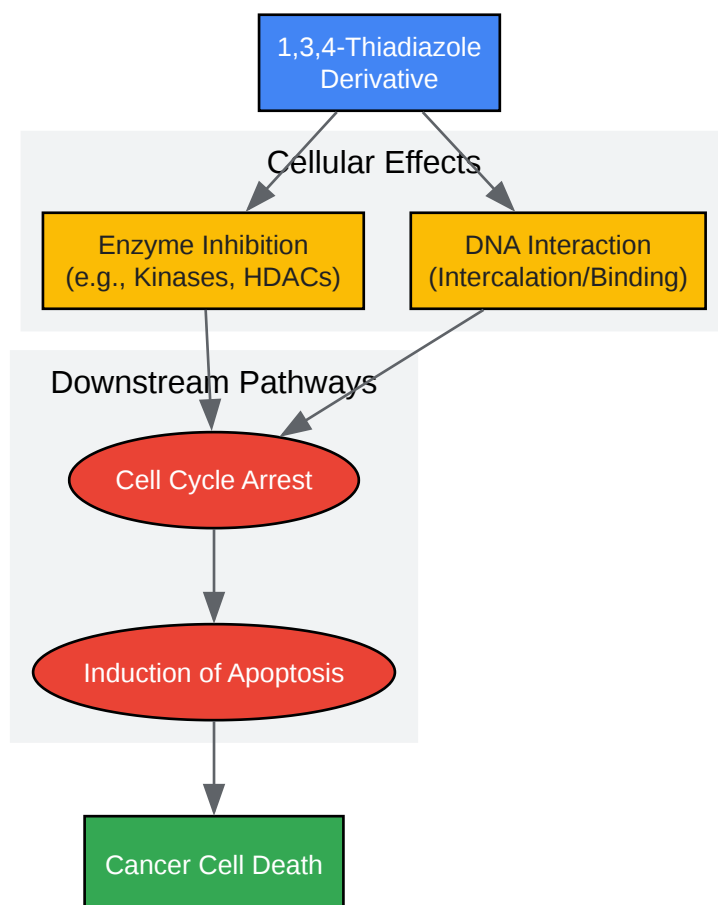 1,3,4-Thiadiazole
Derivative
Cellular Effects
Enzyme Inhibition
(e.g., Kinases, HDACs)
DNA Interaction
(Intercalation/Binding)
Downstream Pathways
Cell Cycle Arrest
Induction of Apoptosis
Cancer Cell Death